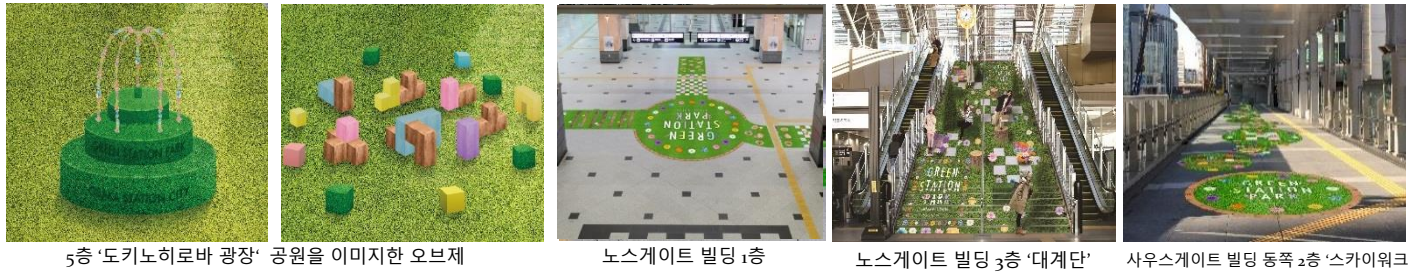 GREEN STATION PARK
OSAKA STATION CITY
GREEN
STATION
PARK
GREEN
STATION
PARK
GREEN
STATION
PARK
5층 ‘도키노히로바 광장‘ 공원을 이미지한 오브제
노스게이트 빌딩 1층
노스게이트 빌딩 3층 ‘대계단’
사우스게이트 빌딩 동쪽 2층 ‘스카이워크